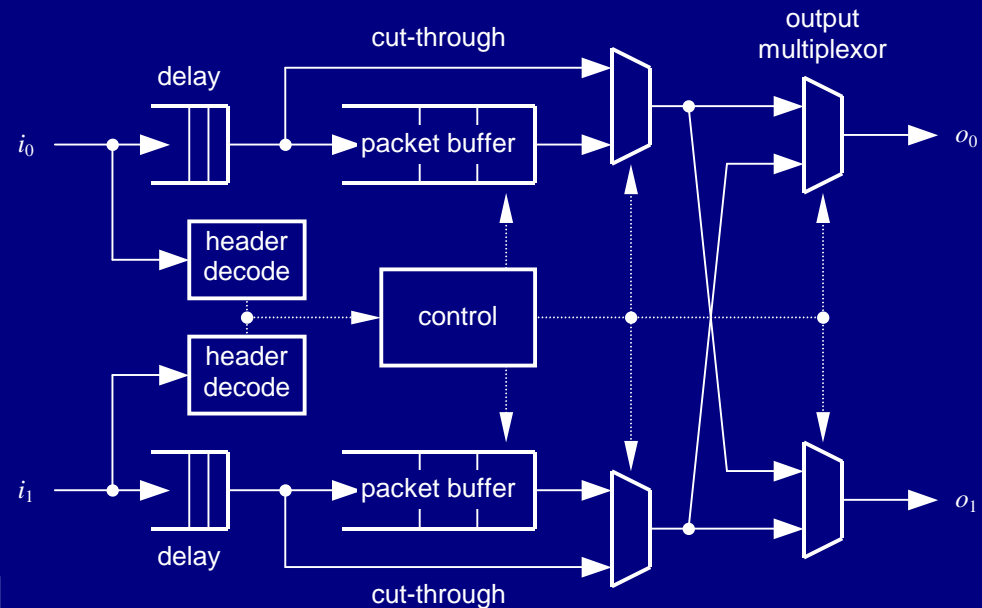 output
multiplexor
cut-through
delay
packet buffer
i0
o0
header
decode
control
header
decode
packet buffer
i1
o1
delay
cut-through